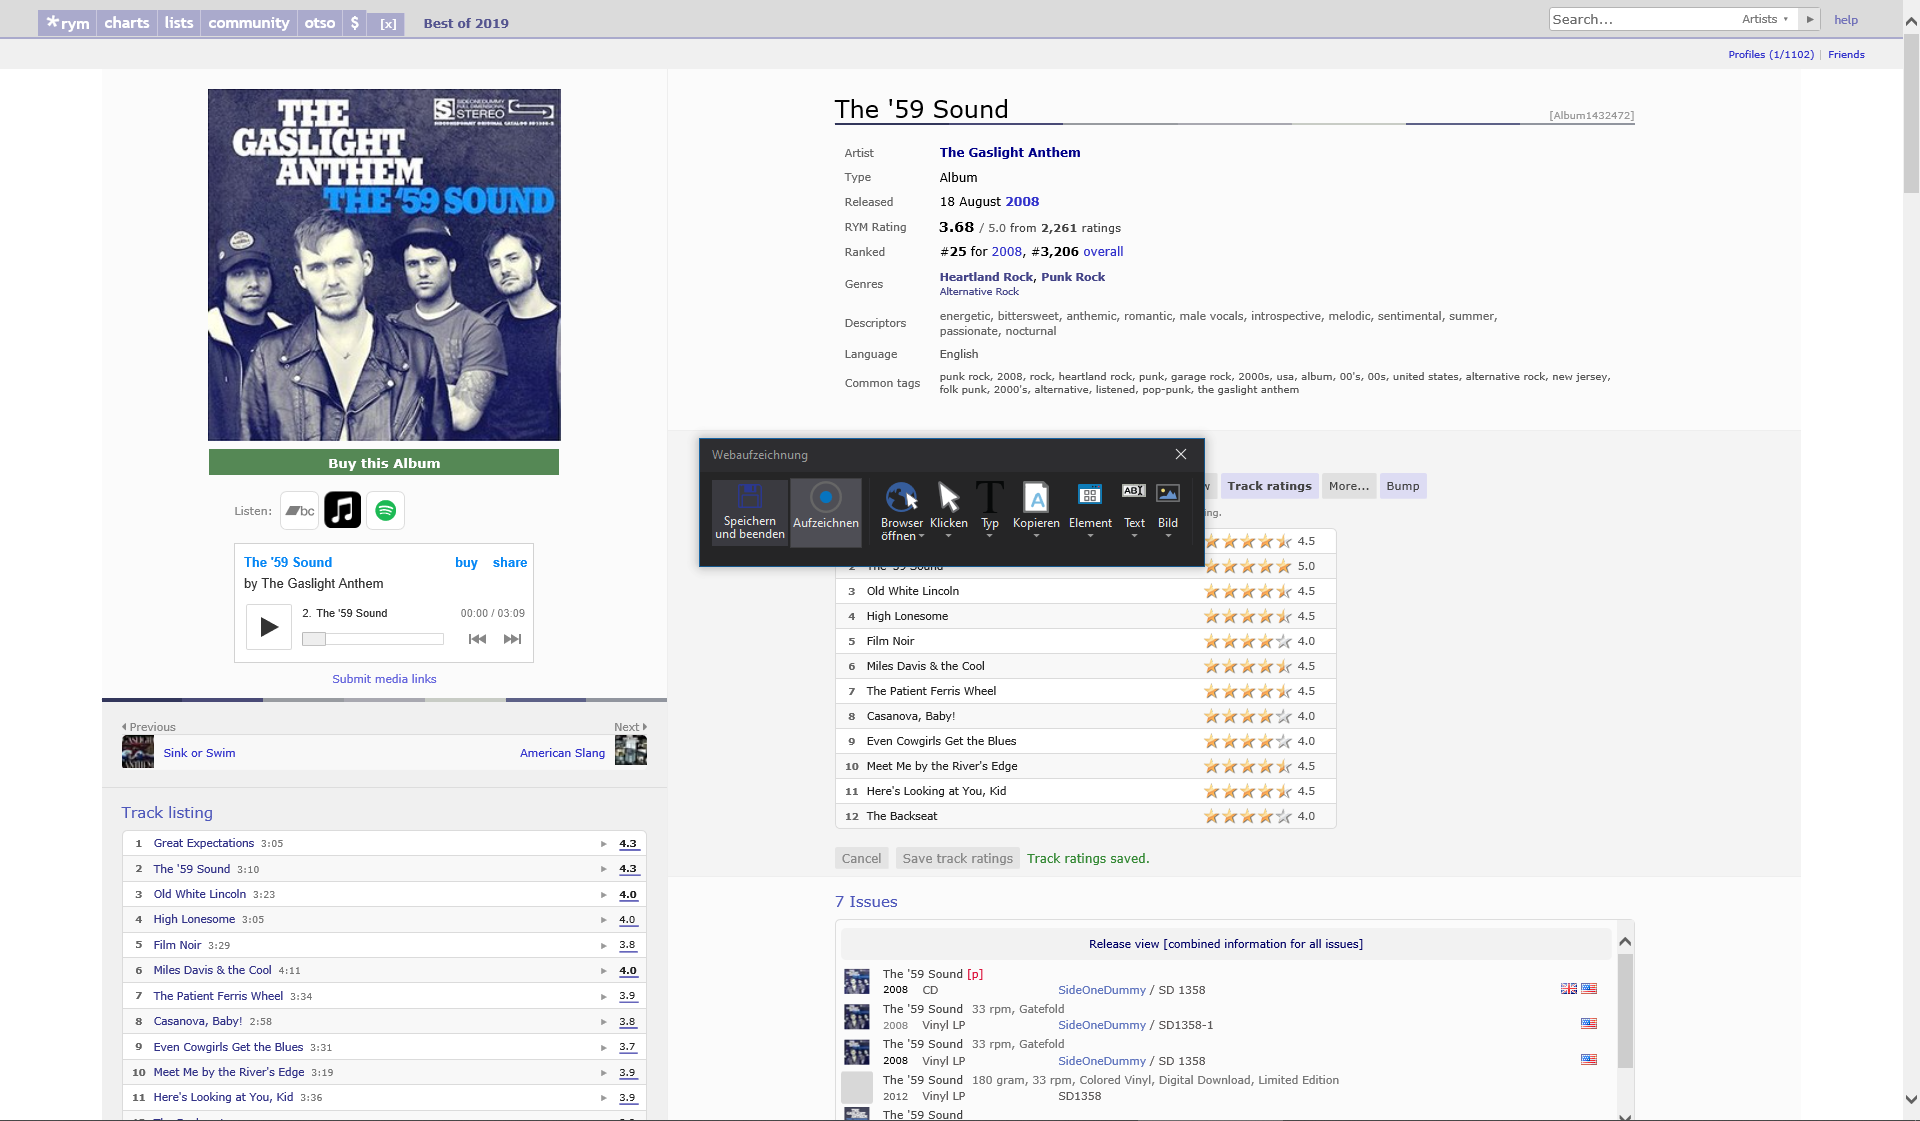 *rym charts lists community otso $ [x] Best of 2019
Search... Artists help
Profiles (1/1102) | Friends
THE GASLIGHT ANTHEM
THE '59 SOUND
S SIDEONEDUMMY
STEREO
Buy this Album
Listen: bc
The '59 Sound buy share
by The Gaslight Anthem
2. The '59 Sound 00:00 / 03:09
Submit media links
Previous Next
Sink or Swim American Slang
Track listing
1 Great Expectations 3:05 4.3
2 The '59 Sound 3:10 4.3
3 Old White Lincoln 3:23 4.0
4 High Lonesome 3:05 4.0
5 Film Noir 3:29 3.8
6 Miles Davis & the Cool 4:11 4.0
7 The Patient Ferris Wheel 3:34 3.9
8 Casanova, Baby! 2:58 3.8
9 Even Cowgirls Get the Blues 3:31 3.7
10 Meet Me by the River's Edge 3:19 3.9
11 Here's Looking at You, Kid 3:36 3.9
The '59 Sound [Album1432472]
Artist The Gaslight Anthem
Type Album
Released 18 August 2008
RYM Rating 3.68 / 5.0 from 2,261 ratings
Ranked #25 for 2008, #3,206 overall
Genres Heartland Rock, Punk Rock
Alternative Rock
Descriptors energetic, bittersweet, anthemic, romantic, male vocals, introspective, melodic, sentimental, summer,
passionate, nocturnal
Language English
Common tags punk rock, 2008, rock, heartland rock, punk, garage rock, 2000s, usa, album, 00's, 00s, united states, alternative rock, new jersey,
folk punk, 2000's, alternative, listened, pop-punk, the gaslight anthem
Webaufzeichnung
Speichern und beenden Aufzeichnen Browser öffnen Klicken Typ Kopieren Element Text Bild
w Track ratings More... Bump
ng.
4.5
2 The '59 Sound 5.0
3 Old White Lincoln 4.5
4 High Lonesome 4.5
5 Film Noir 4.0
6 Miles Davis & the Cool 4.5
7 The Patient Ferris Wheel 4.5
8 Casanova, Baby! 4.0
9 Even Cowgirls Get the Blues 4.0
10 Meet Me by the River's Edge 4.5
11 Here's Looking at You, Kid 4.5
12 The Backseat 4.0
Cancel Save track ratings Track ratings saved.
7 Issues
Release view [combined information for all issues]
The '59 Sound [p]
2008 CD SideOneDummy / SD 1358
The '59 Sound 33 rpm, Gatefold
2008 Vinyl LP SideOneDummy / SD1358-1
The '59 Sound 33 rpm, Gatefold
2008 Vinyl LP SideOneDummy / SD 1358
The '59 Sound 180 gram, 33 rpm, Colored Vinyl, Digital Download, Limited Edition
2012 Vinyl LP SD1358
The '59 Sound